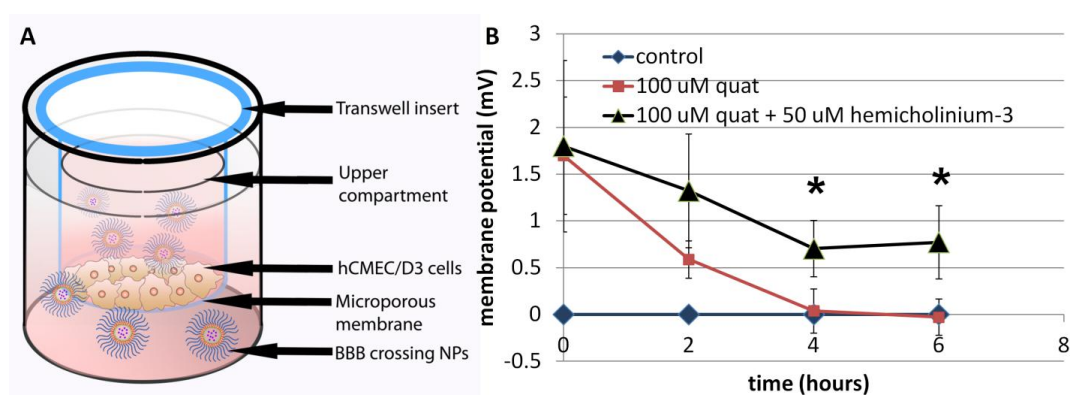 A
Transwell insert
Upper
compartment
hCMEC/D3 cells
Microporous
membrane
BBB crossing NPs
B
membrane potential (mV)
3
2.5
2
1.5
1
0.5
0
-0.5
control
100 uM quat
100 uM quat + 50 uM hemicholinium-3
*
*
0 2 4 6 8
time (hours)